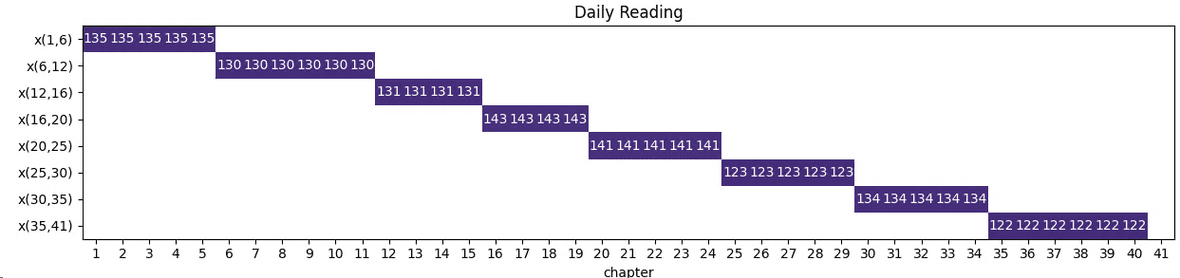 Daily Reading
x(1,6) 135 135 135 135 135
x(6,12) 130 130 130 130 130 130
x(12,16) 131 131 131 131
x(16,20) 143 143 143 143
x(20,25) 141 141 141 141 141
x(25,30) 123 123 123 123 123
x(30,35) 134 134 134 134 134
x(35,41) 122 122 122 122 122 122
1 2 3 4 5 6 7 8 9 10 11 12 13 14 15 16 17 18 19 20 21 22 23 24 25 26 27 28 29 30 31 32 33 34 35 36 37 38 39 40 41
chapter